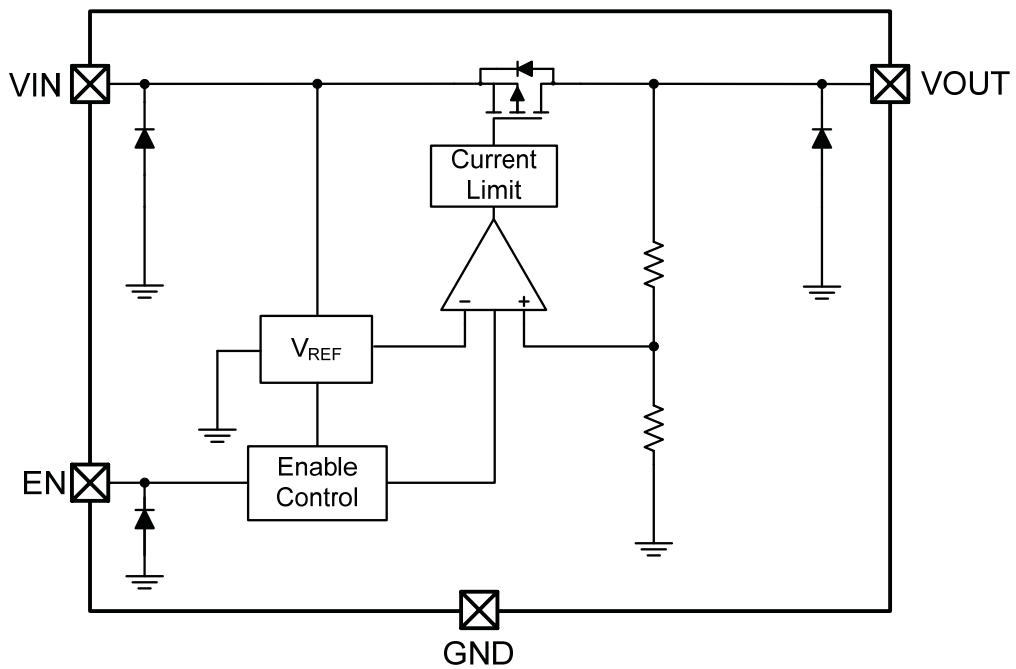 VIN
VOUT
Current
Limit
- +
VREF
Enable
Control
EN
GND